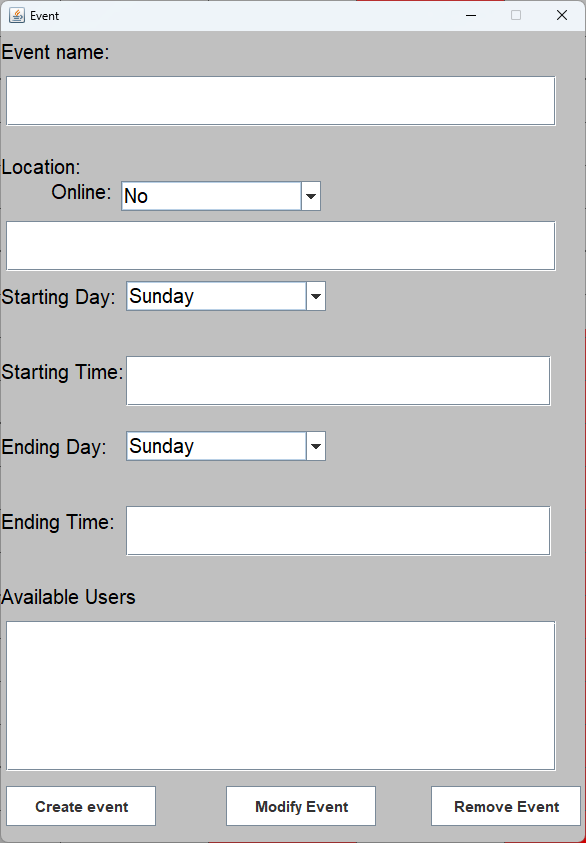 Event
Event name:
Location:
Online: No
Starting Day: Sunday
Starting Time:
Ending Day: Sunday
Ending Time:
Available Users
Create event Modify Event Remove Event